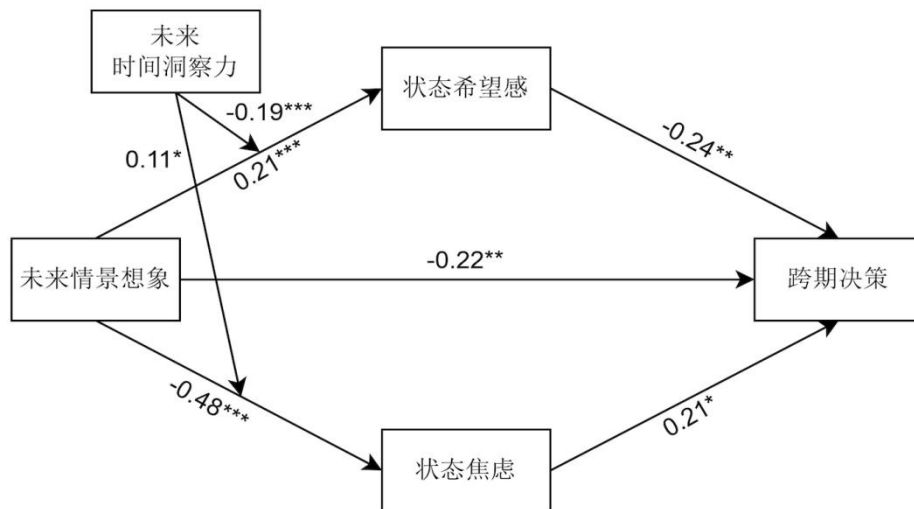 未来
时间洞察力
状态希望感
-0.19***
0.21***
-0.24**
0.11*
未来情景想象
-0.22**
跨期决策
-0.48***
0.21*
状态焦虑